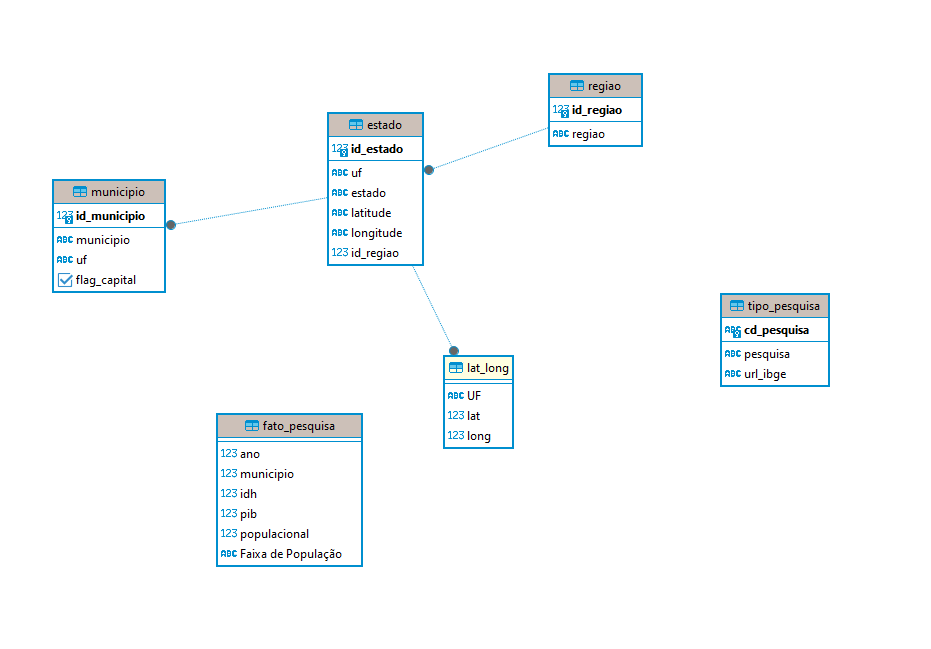 regiao
123 id_regiao
ABC regiao
estado
123 id_estado
ABC uf
ABC estado
ABC latitude
ABC longitude
123 id_regiao
municipio
123 id_municipio
ABC municipio
ABC uf
flag_capital
tipo_pesquisa
ABC cd_pesquisa
ABC pesquisa
ABC url_ibge
lat_long
ABC UF
123 lat
123 long
fato_pesquisa
123 ano
123 municipio
123 idh
123 pib
123 populacional
ABC Faixa de População